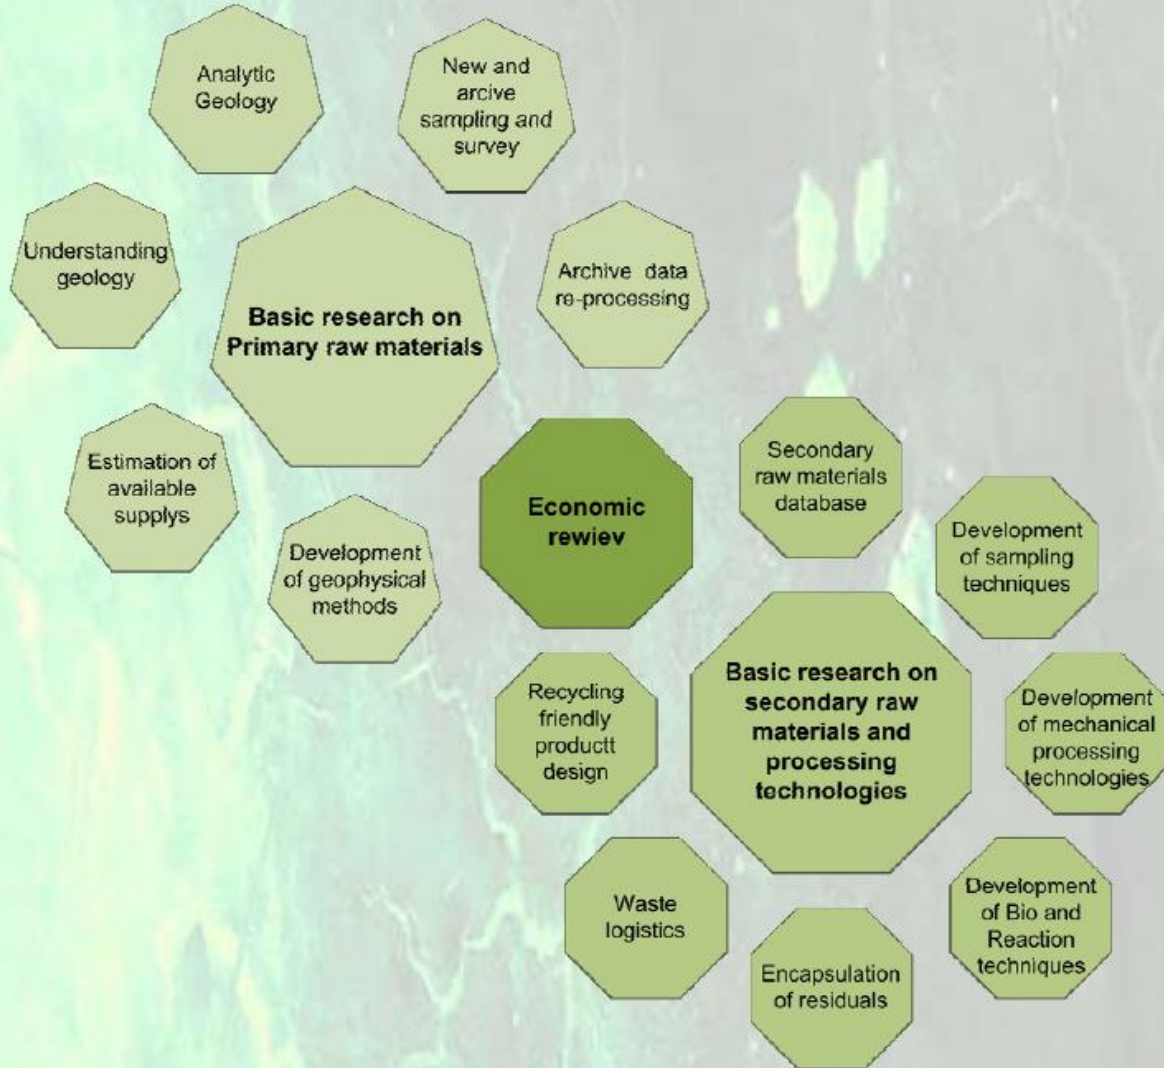 Analytic
Geology
New and
arcive
sampling and
survey
Understanding
geology
Basic research on
Primary raw materials
Archive data
re-processing
Estimation of
available
supplys
Development
of geophysical
methods
Economic
rewiev
Secondary
raw materials
database
Development
of sampling
techniques
Recycling
friendly
productt
design
Basic research on
secondary raw
materials and
processing
technologies
Development
of mechanical
processing
technologies
Waste
logistics
Encapsulation
of residuals
Development
of Bio and
Reaction
techniques